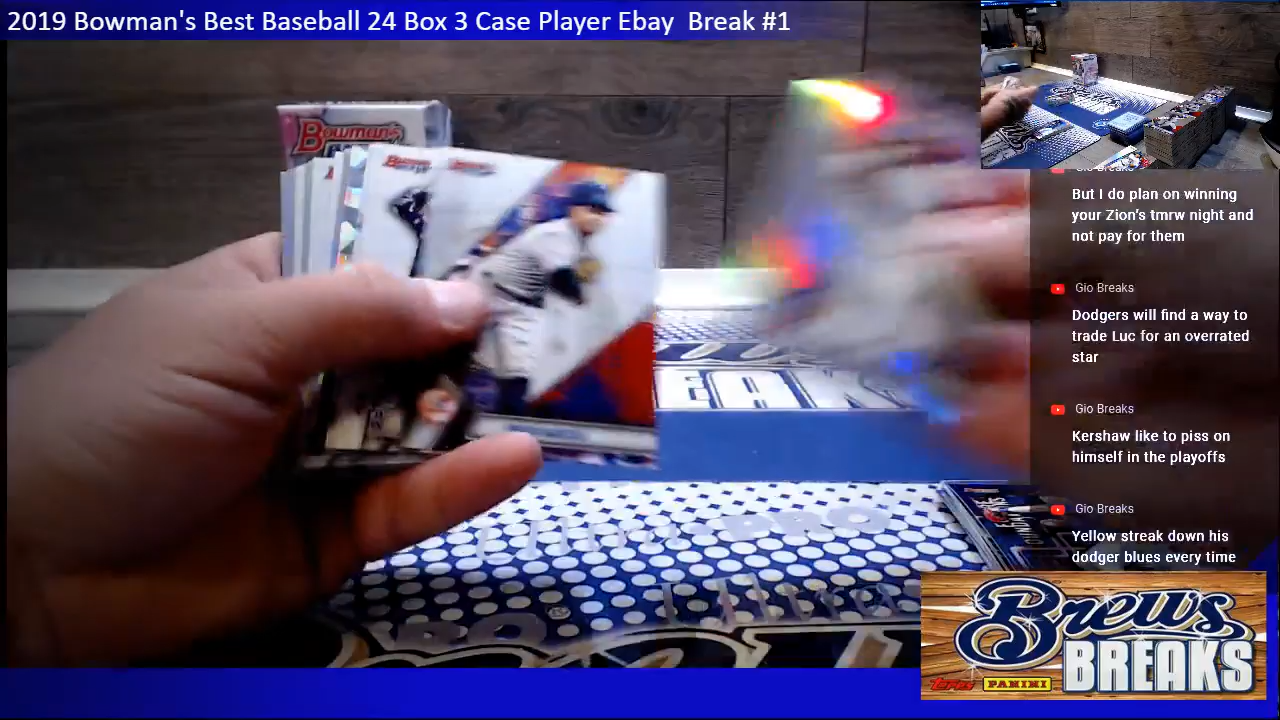 2019 Bowman's Best Baseball 24 Box 3 Case Player Ebay Break #1
Bowman's
EAK
Ultra PRO
But I do plan on winning
your Zion's tmrw night and
not pay for them
Gio Breaks
Dodgers will find a way to
trade Luc for an overrated
star
Gio Breaks
Kershaw like to piss on
himself in the playoffs
Gio Breaks
Yellow streak down his
dodger blues every time
Brews
BREAKS
topps PANINI